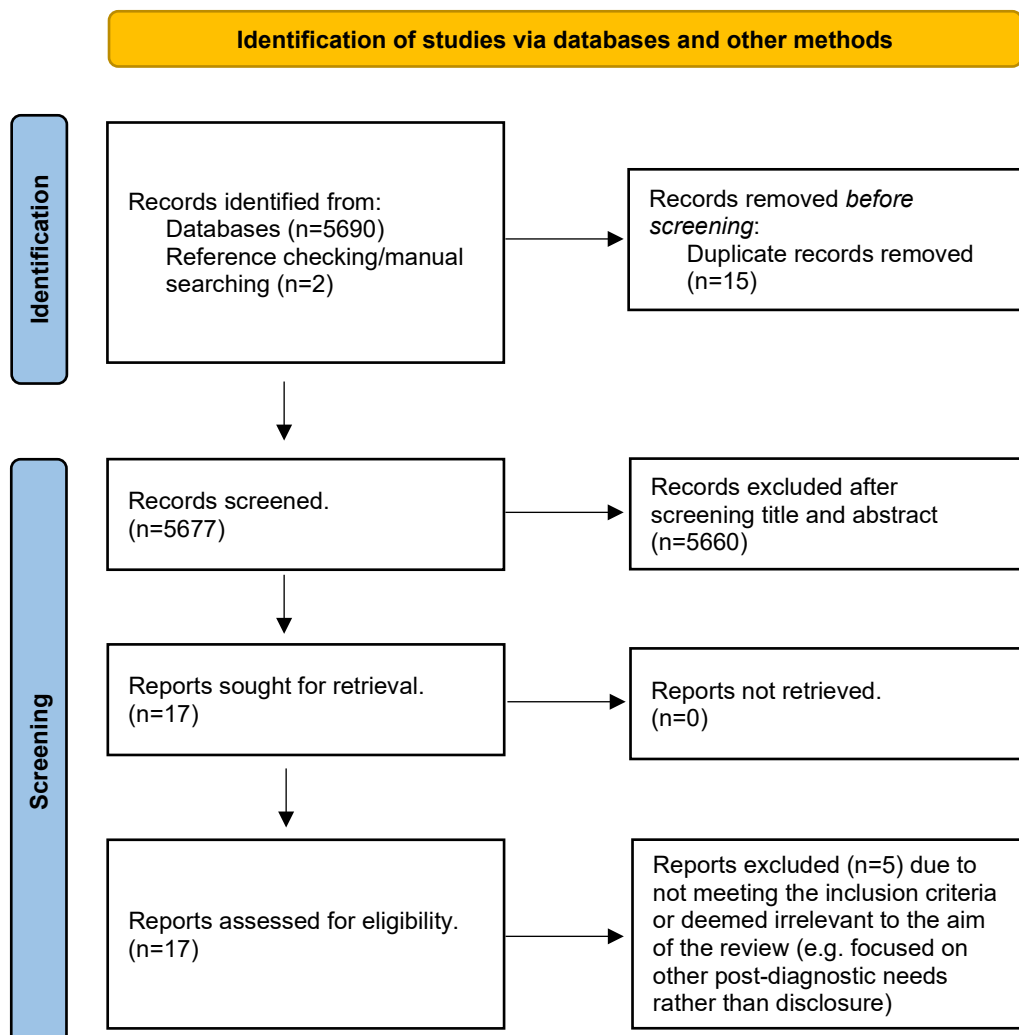 Identification of studies via databases and other methods
Identification
Records identified from:
Databases (n=5690)
Reference checking/manual
searching (n=2)
Records removed before
screening:
Duplicate records removed
(n=15)
Screening
Records screened.
(n=5677)
Records excluded after
screening title and abstract
(n=5660)
Reports sought for retrieval.
(n=17)
Reports not retrieved.
(n=0)
Reports assessed for eligibility.
(n=17)
Reports excluded (n=5) due to
not meeting the inclusion criteria
or deemed irrelevant to the aim
of the review (e.g. focused on
other post-diagnostic needs
rather than disclosure)